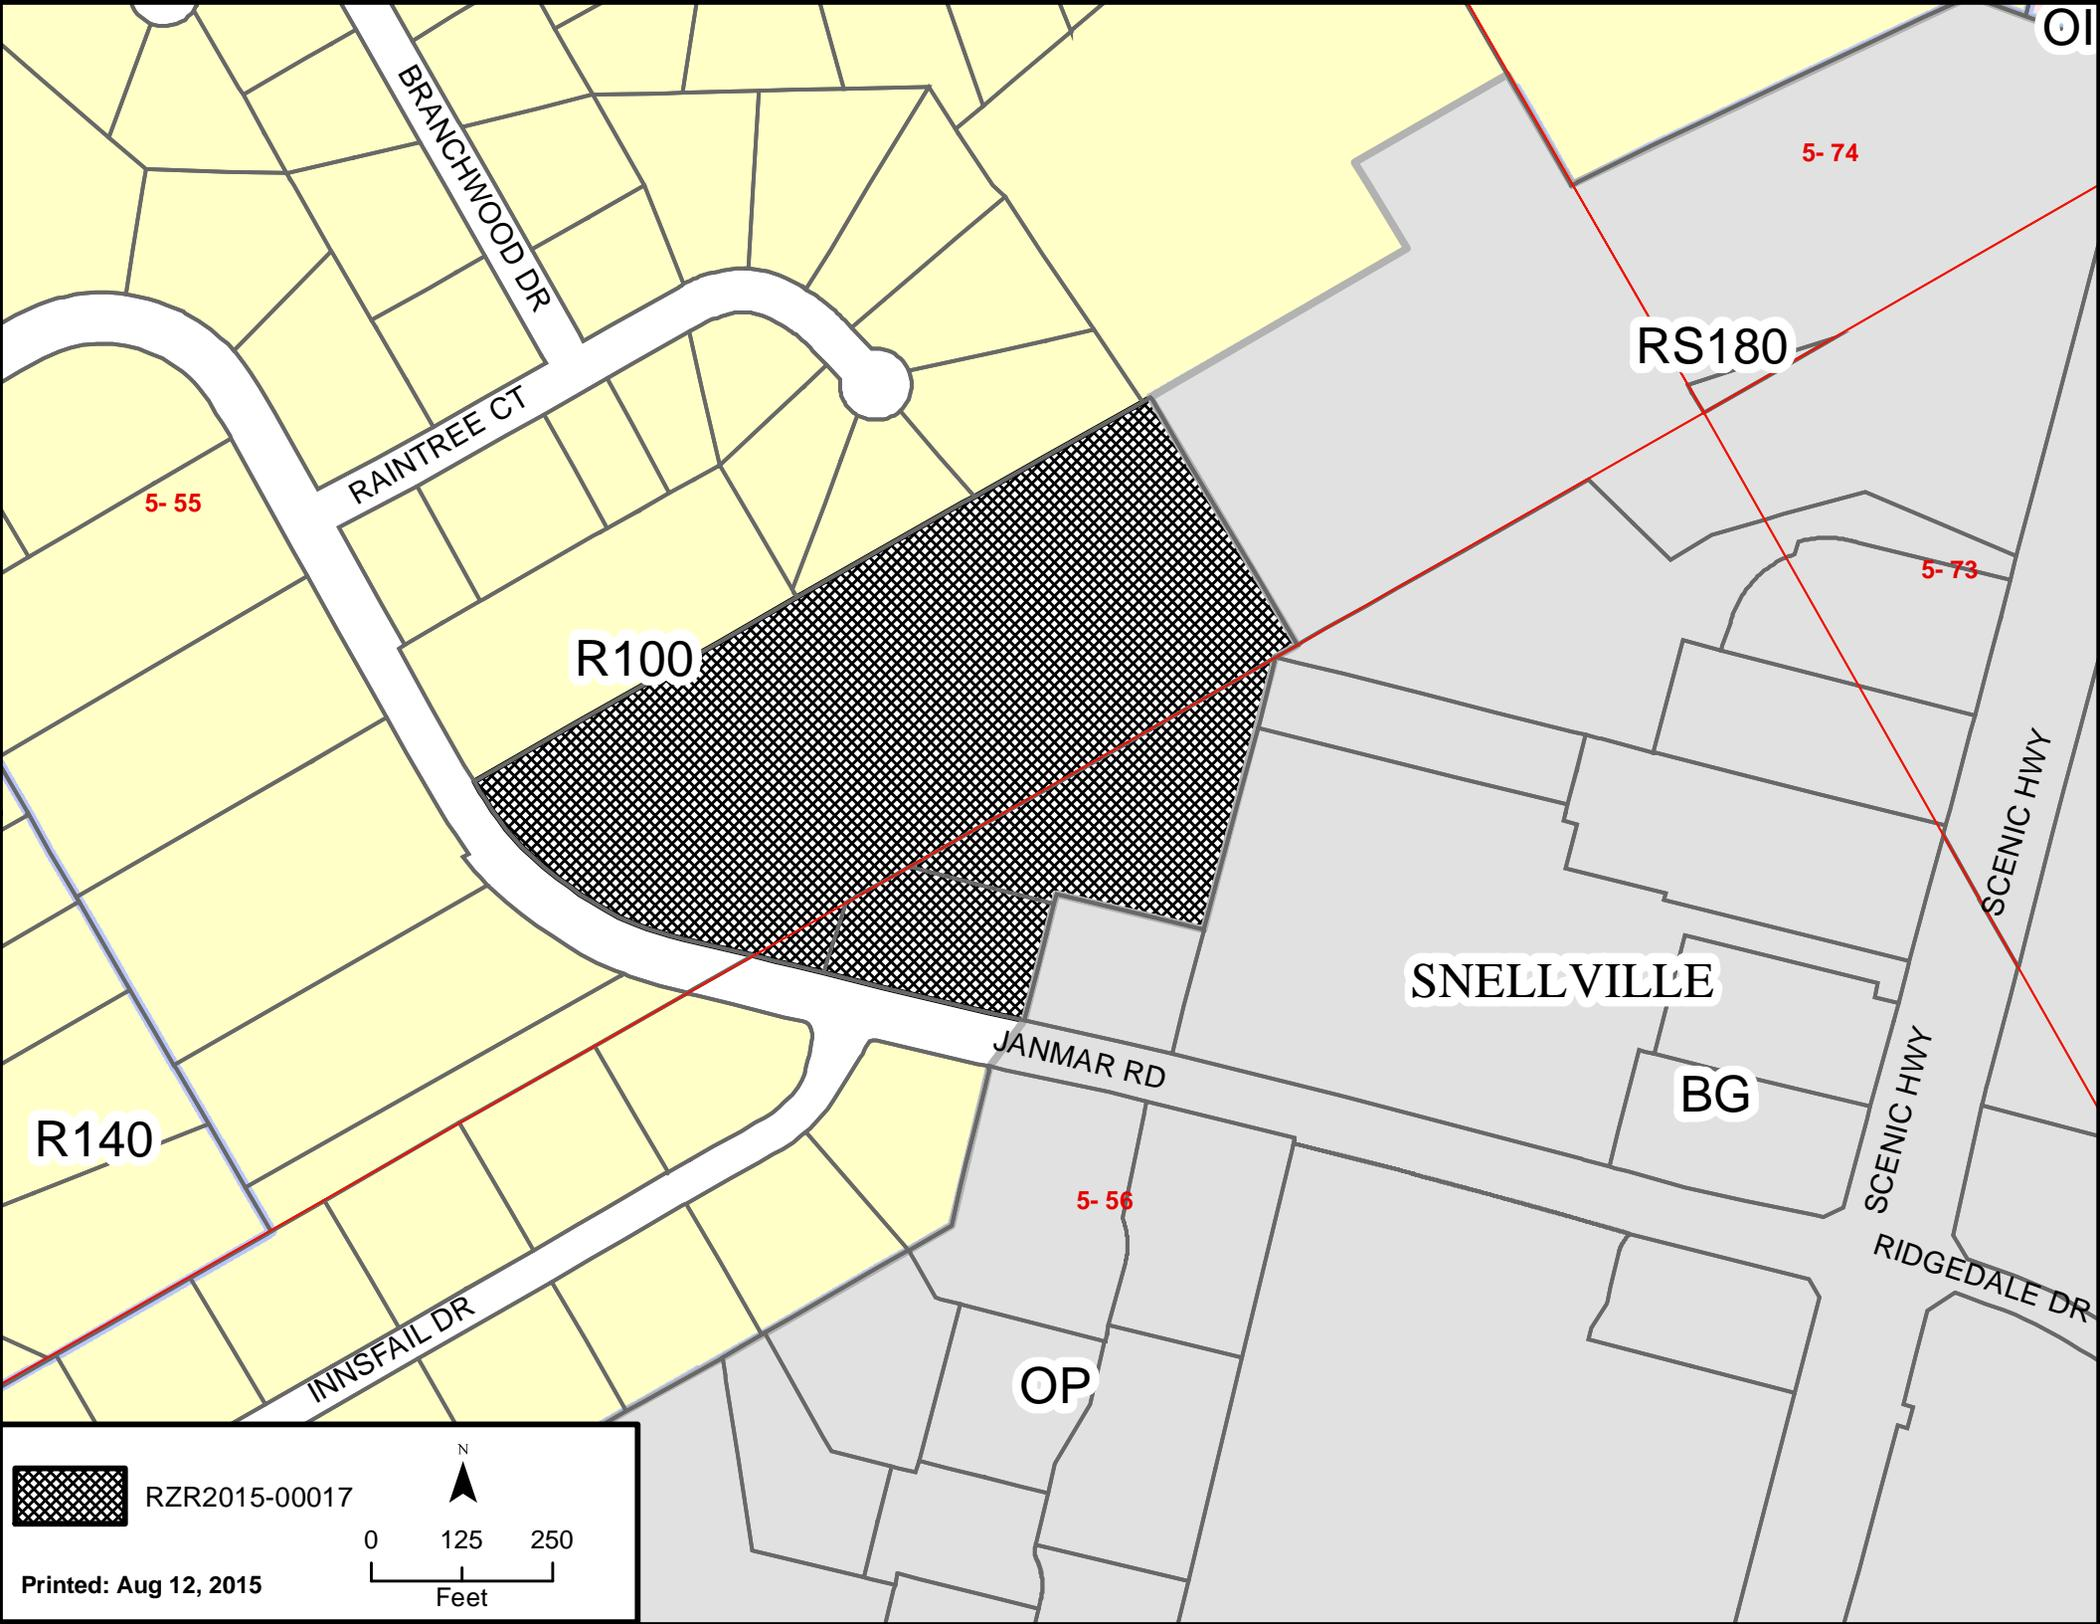 OI
BRANCHWOOD DR
5- 74
RS180
RAINTREE CT
5- 55
5- 73
R100
SCENIC HWY
SNELLVILLE
JANMAR RD
BG
SCENIC HWY
R140
5- 56
RIDGEDALE DR
INNSFAIL DR
OP
N
RZR2015-00017
0 125 250
Feet
Printed: Aug 12, 2015